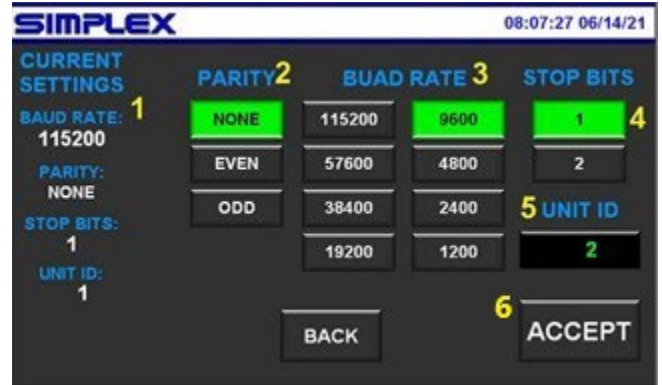 SIMPLEX
08:07:27 06/14/21
CURRENT
SETTINGS
BAUD RATE: 1
115200
PARITY:
NONE
STOP BITS:
1
UNIT ID:
1
PARITY 2
NONE
EVEN
ODD
BUAD RATE 3
115200 9600
57600 4800
38400 2400
19200 1200
STOP BITS
1 4
2
5 UNIT ID
2
BACK
6 ACCEPT